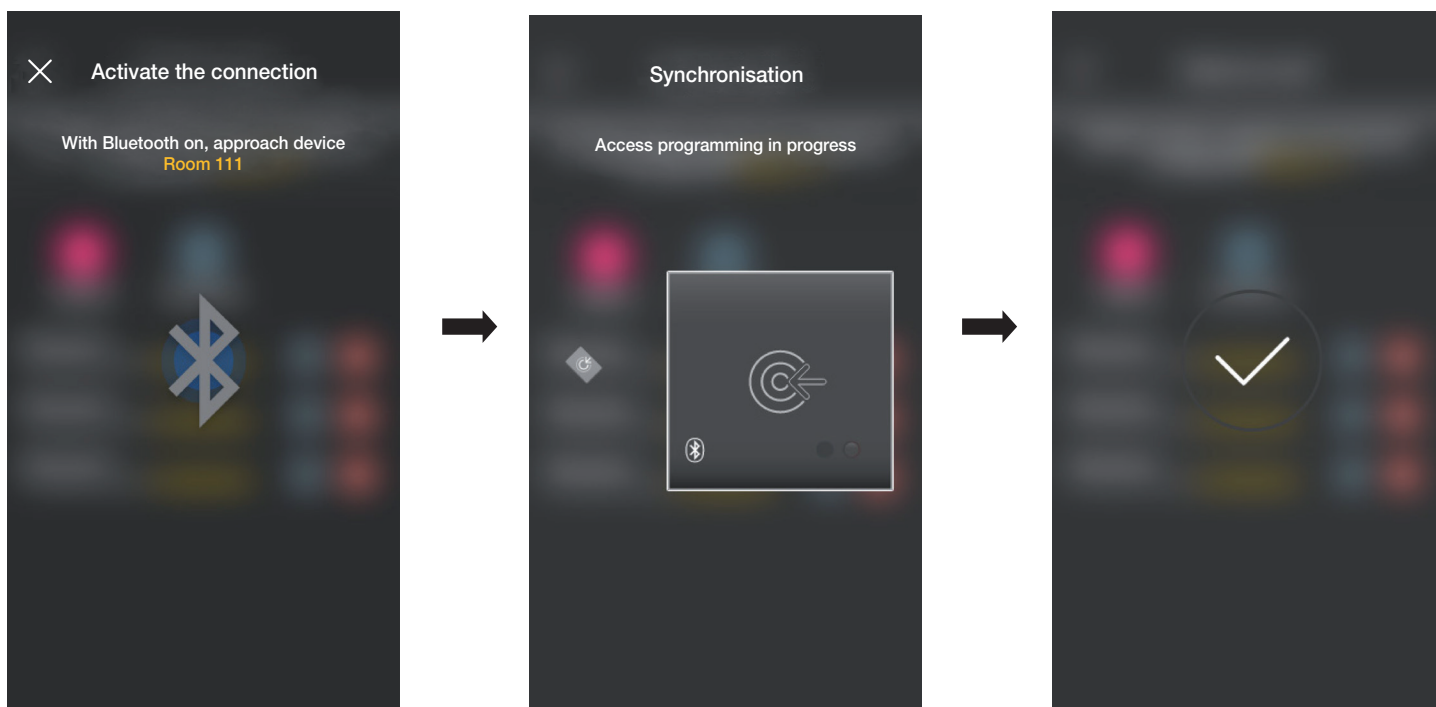 Activate the connection
With Bluetooth on, approach device
Room 111
Synchronisation
Access programming in progress